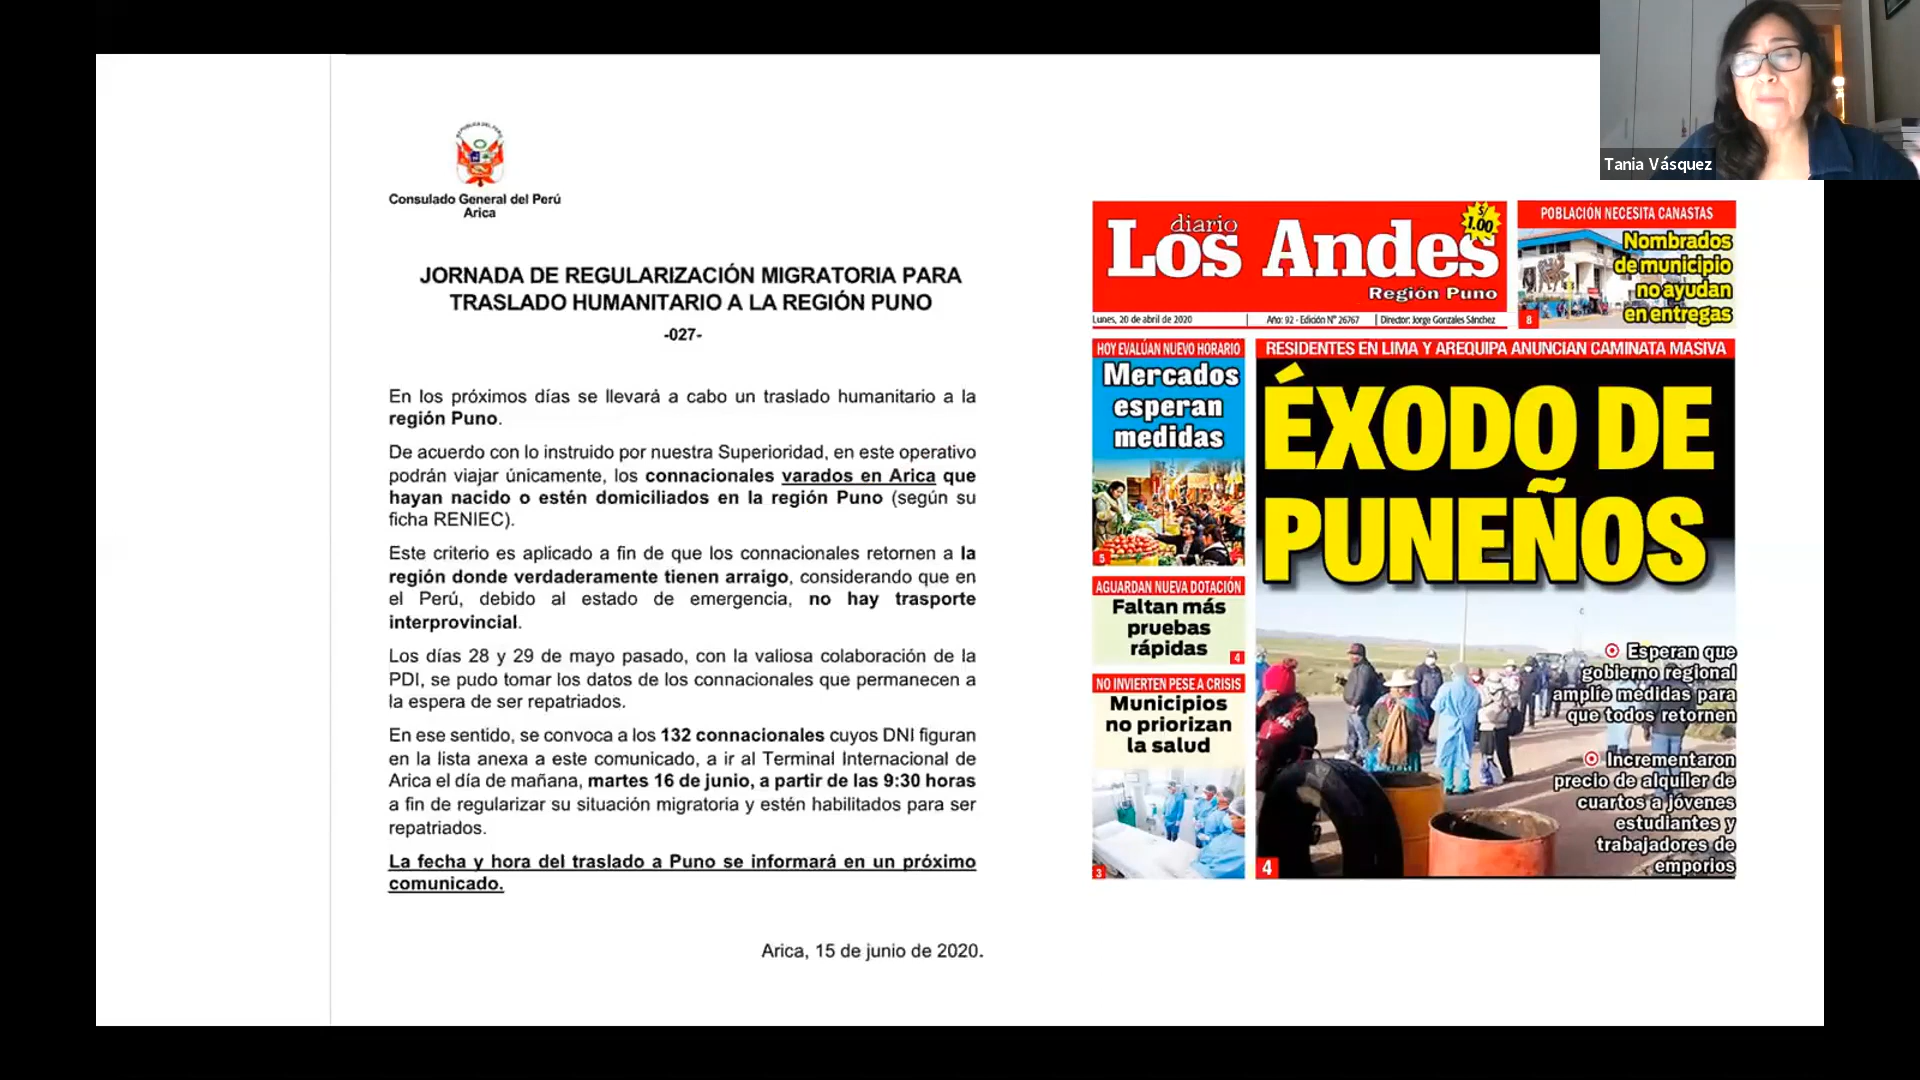 Tania Vásquez
REPUBLICA DEL PERU
Consulado General del Perú
Arica
JORNADA DE REGULARIZACIÓN MIGRATORIA PARA
TRASLADO HUMANITARIO A LA REGIÓN PUNO
-027-
En los próximos días se llevará a cabo un traslado humanitario a la
región Puno.
De acuerdo con lo instruido por nuestra Superioridad, en este operativo
podrán viajar únicamente, los connacionales varados en Arica que
hayan nacido o estén domiciliados en la región Puno (según su
ficha RENIEC).
Este criterio es aplicado a fin de que los connacionales retornen a la
región donde verdaderamente tienen arraigo, considerando que en
el Perú, debido al estado de emergencia, no hay trasporte
interprovincial.
Los días 28 y 29 de mayo pasado, con la valiosa colaboración de la
PDI, se pudo tomar los datos de los connacionales que permanecen a
la espera de ser repatriados.
En ese sentido, se convoca a los 132 connacionales cuyos DNI figuran
en la lista anexa a este comunicado, a ir al Terminal Internacional de
Arica el día de mañana, martes 16 de junio, a partir de las 9:30 horas
a fin de regularizar su situación migratoria y estén habilitados para ser
repatriados.
La fecha y hora del traslado a Puno se informará en un próximo
comunicado.
Arica, 15 de junio de 2020.
diario
Los Andes
Región Puno
S/
1.00
Lunes, 20 de abril de 2020 | Año: 92 - Edición N° 26767 | Director: Jorge Gonzales Sánchez
POBLACIÓN NECESITA CANASTAS
Nombrados
de municipio
no ayudan
en entregas
8
HOY EVALÚAN NUEVO HORARIO
Mercados
esperan
medidas
5
AGUARDAN NUEVA DOTACIÓN
Faltan más
pruebas
rápidas
4
NO INVIERTEN PESE A CRISIS
Municipios
no priorizan
la salud
3
RESIDENTES EN LIMA Y AREQUIPA ANUNCIAN CAMINATA MASIVA
ÉXODO DE
PUNEÑOS
Esperan que
gobierno regional
amplíe medidas para
que todos retornen
Incrementaron
precio de alquiler de
cuartos a jóvenes
estudiantes y
trabajadores de
emporios
4